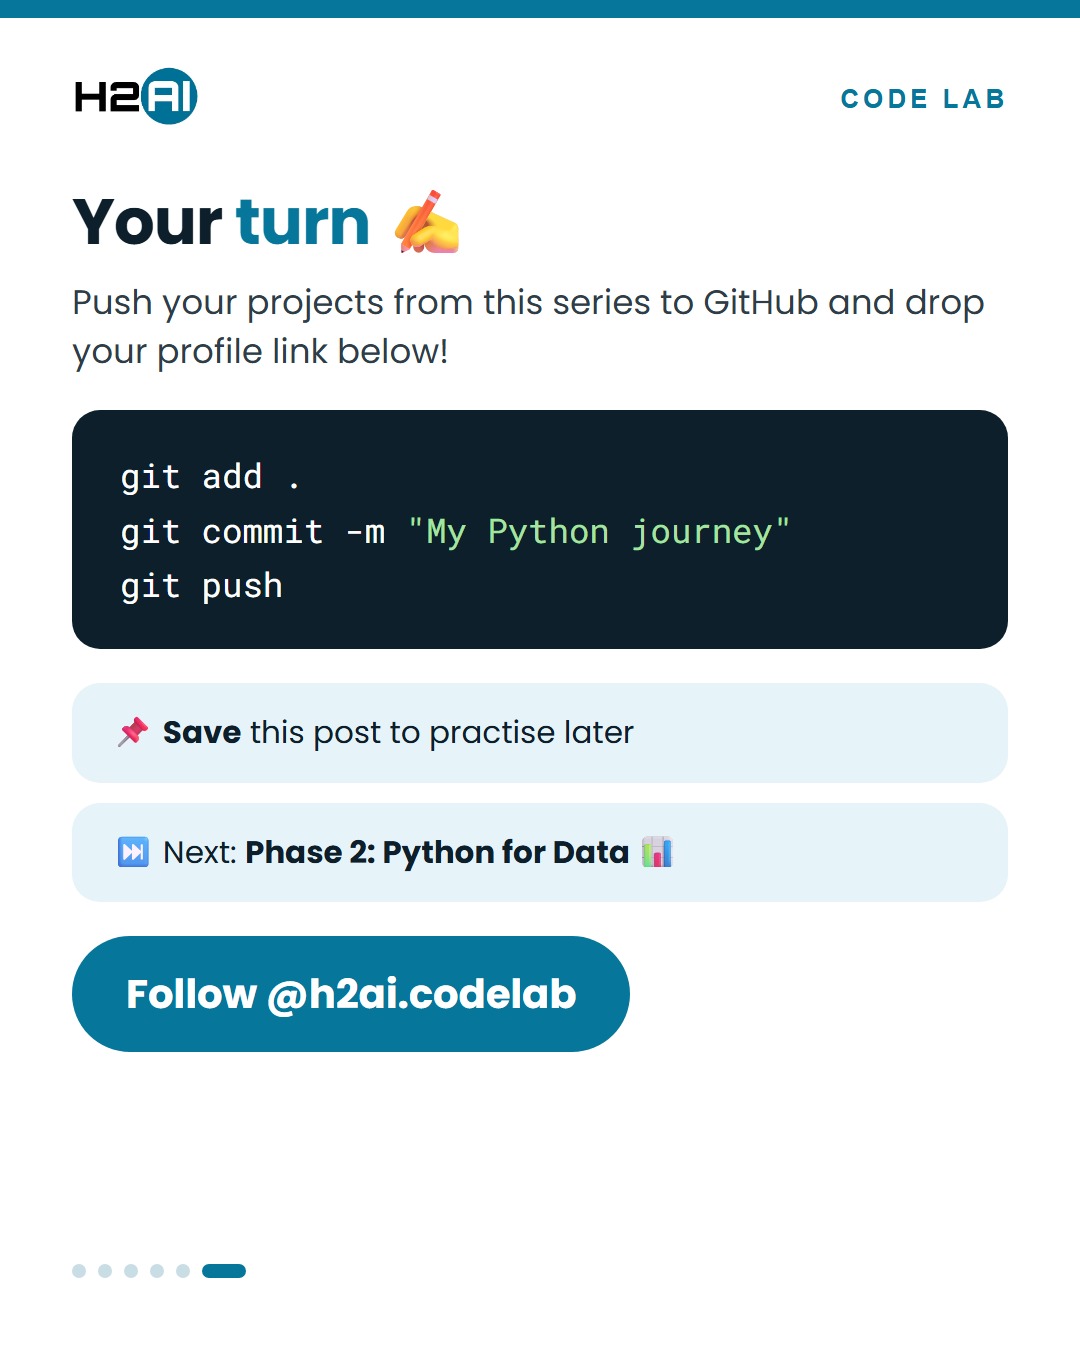 H2AI
CODE LAB
Your turn ✍️
Push your projects from this series to GitHub and drop
your profile link below!
git add .
git commit -m "My Python journey"
git push
📌 Save this post to practise later
⏭️ Next: Phase 2: Python for Data 📊
Follow @h2ai.codelab